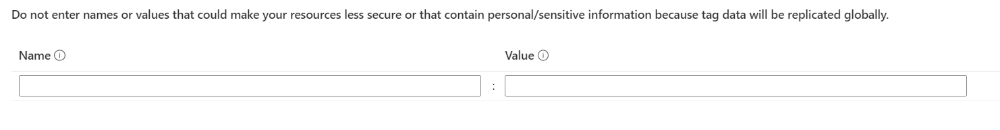 Do not enter names or values that could make your resources less secure or that contain personal/sensitive information because tag data will be replicated globally.
Name ⓘ
Value ⓘ
: